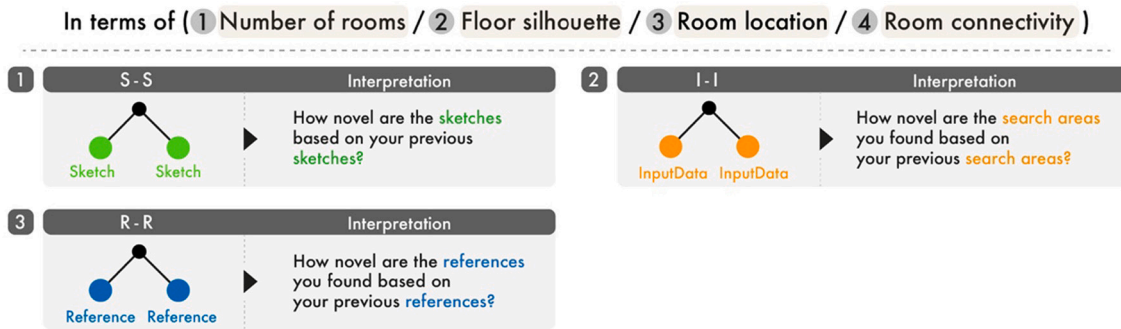 In terms of ( 1 Number of rooms / 2 Floor silhouette / 3 Room location / 4 Room connectivity )
1 S - S Interpretation
Sketch Sketch
How novel are the sketches
based on your previous
sketches?
2 I - I Interpretation
InputData InputData
How novel are the search areas
you found based on
your previous search areas?
3 R - R Interpretation
Reference Reference
How novel are the references
you found based on
your previous references?